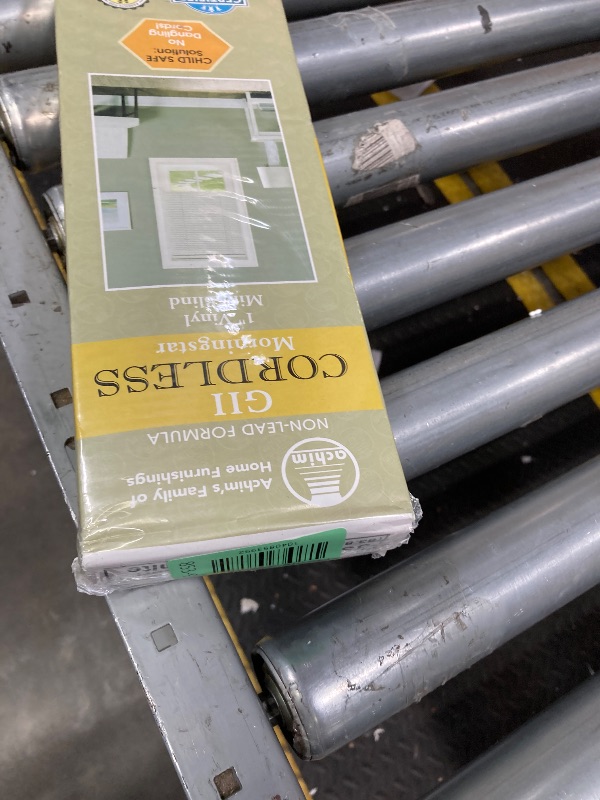 achim
Achim's Family of
Home Furnishings
NON-LEAD FORMULA
GII
CORDLESS
Morningstar
1" Vinyl
Mini Blind
CHILD SAFE
Solution:
No
Dangling
Cords!